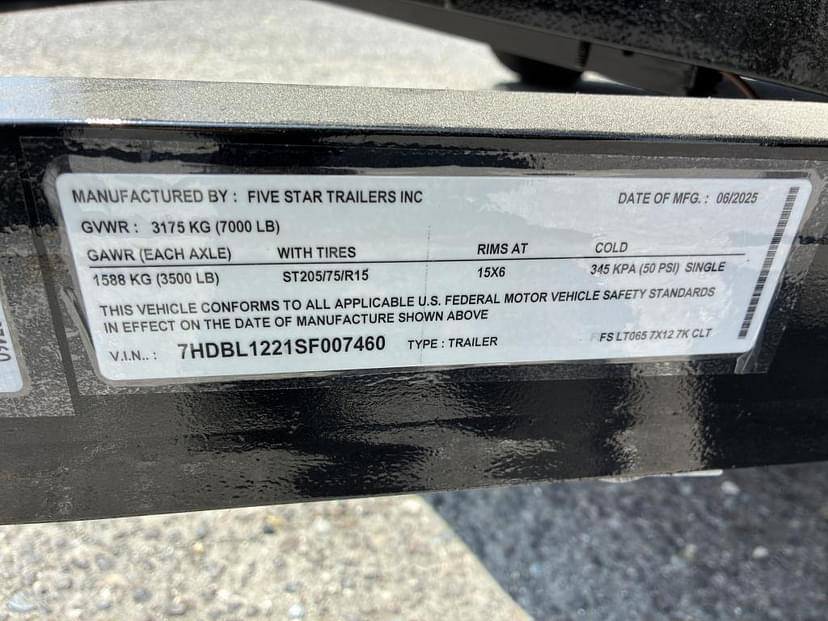 MANUFACTURED BY : FIVE STAR TRAILERS INC DATE OF MFG. : 06/2025
GVWR : 3175 KG (7000 LB)
GAWR (EACH AXLE) WITH TIRES RIMS AT COLD
1588 KG (3500 LB) ST205/75/R15 15X6 345 KPA (50 PSI) SINGLE
THIS VEHICLE CONFORMS TO ALL APPLICABLE U.S. FEDERAL MOTOR VEHICLE SAFETY STANDARDS
IN EFFECT ON THE DATE OF MANUFACTURE SHOWN ABOVE
V.I.N.. : 7HDBL1221SF007460 TYPE : TRAILER FS LT065 7X12 7K CLT